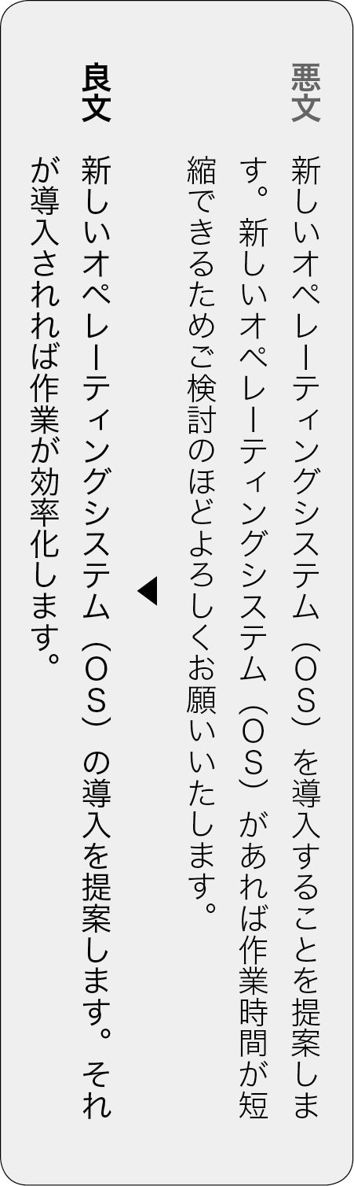 悪文　新しいオペレーティングシステム（OS）を導入することを提案しま
す。新しいオペレーティングシステム（OS）があれば作業時間が短
縮できるためご検討のほどよろしくお願いいたします。
良文　新しいオペレーティングシステム（OS）の導入を提案します。それ
が導入されれば作業が効率化します。